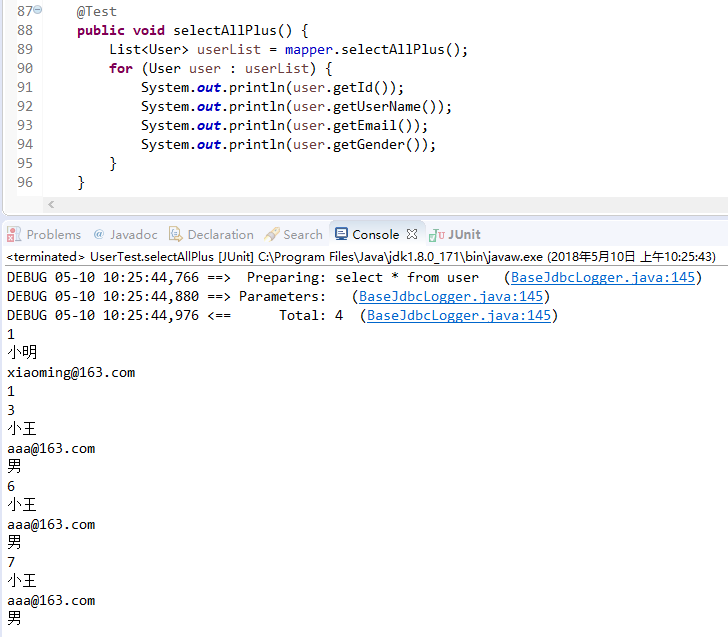 87 @Test
88 public void selectAllPlus() {
89 List<User> userList = mapper.selectAllPlus();
90 for (User user : userList) {
91 System.out.println(user.getId());
92 System.out.println(user.getUserName());
93 System.out.println(user.getEmail());
94 System.out.println(user.getGender());
95 }
96 }
Problems @ Javadoc Declaration Search Console JUnit
<terminated> UserTest.selectAllPlus [JUnit] C:\Program Files\Java\jdk1.8.0_171\bin\javaw.exe (2018年5月10日 上午10:25:43)
DEBUG 05-10 10:25:44,766 ==>  Preparing: select * from user   (BaseJdbcLogger.java:145)
DEBUG 05-10 10:25:44,880 ==> Parameters:   (BaseJdbcLogger.java:145)
DEBUG 05-10 10:25:44,976 <==      Total: 4  (BaseJdbcLogger.java:145)
1
小明
xiaoming@163.com
1
3
小王
aaa@163.com
男
6
小王
aaa@163.com
男
7
小王
aaa@163.com
男